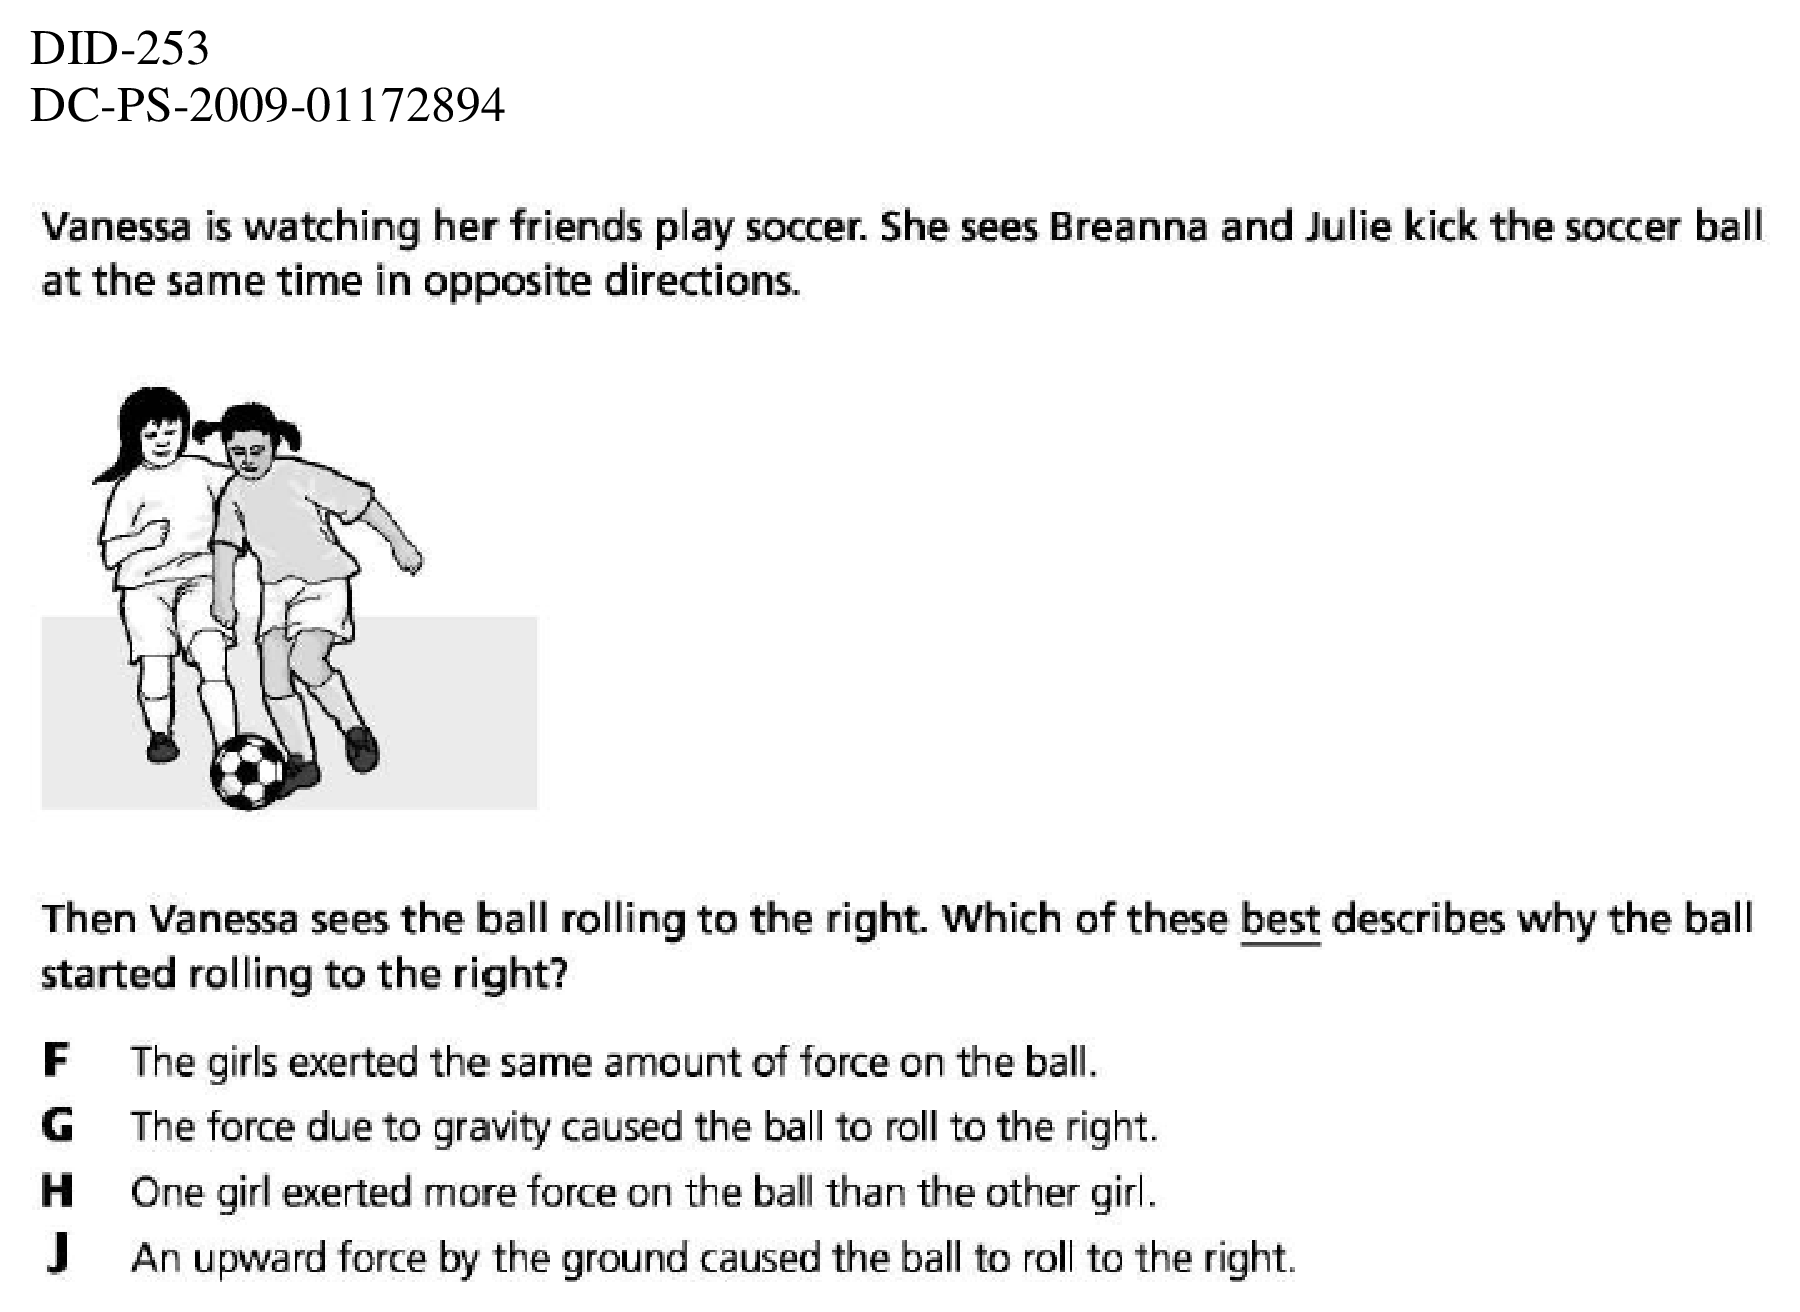 DID-253
DC-PS-2009-01172894
Vanessa is watching her friends play soccer. She sees Breanna and Julie kick the soccer ball
at the same time in opposite directions.
Then Vanessa sees the ball rolling to the right. Which of these best describes why the ball
started rolling to the right?
F The girls exerted the same amount of force on the ball.
G The force due to gravity caused the ball to roll to the right.
H One girl exerted more force on the ball than the other girl.
J An upward force by the ground caused the ball to roll to the right.